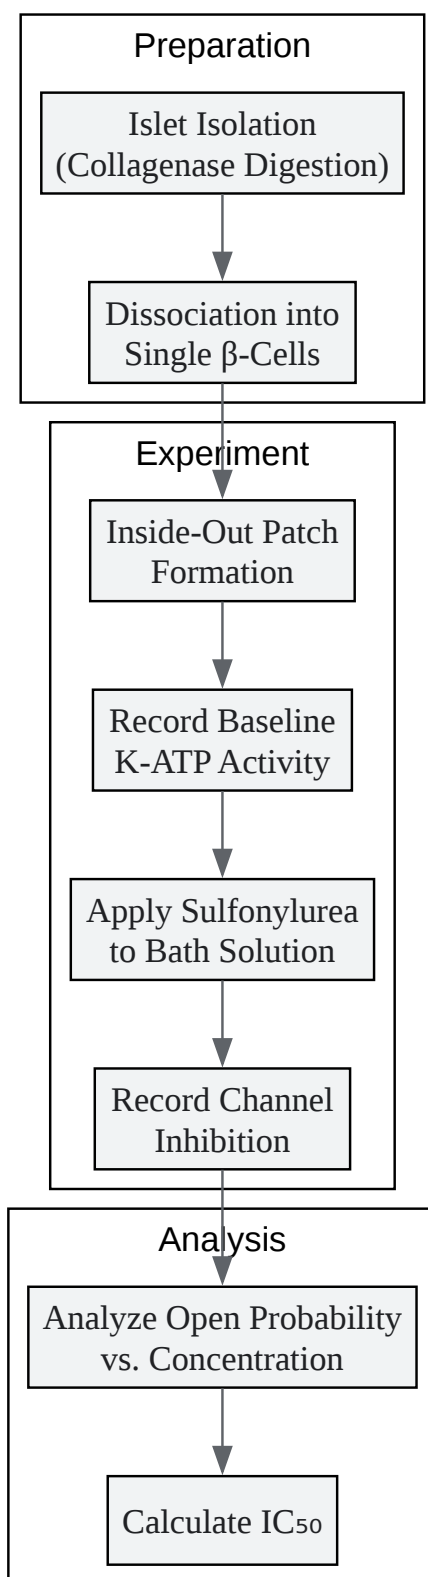 Preparation
Islet Isolation
(Collagenase Digestion)
Dissociation into
Single β-Cells
Experiment
Inside-Out Patch
Formation
Record Baseline
K-ATP Activity
Apply Sulfonylurea
to Bath Solution
Record Channel
Inhibition
Analysis
Analyze Open Probability
vs. Concentration
Calculate IC₅₀